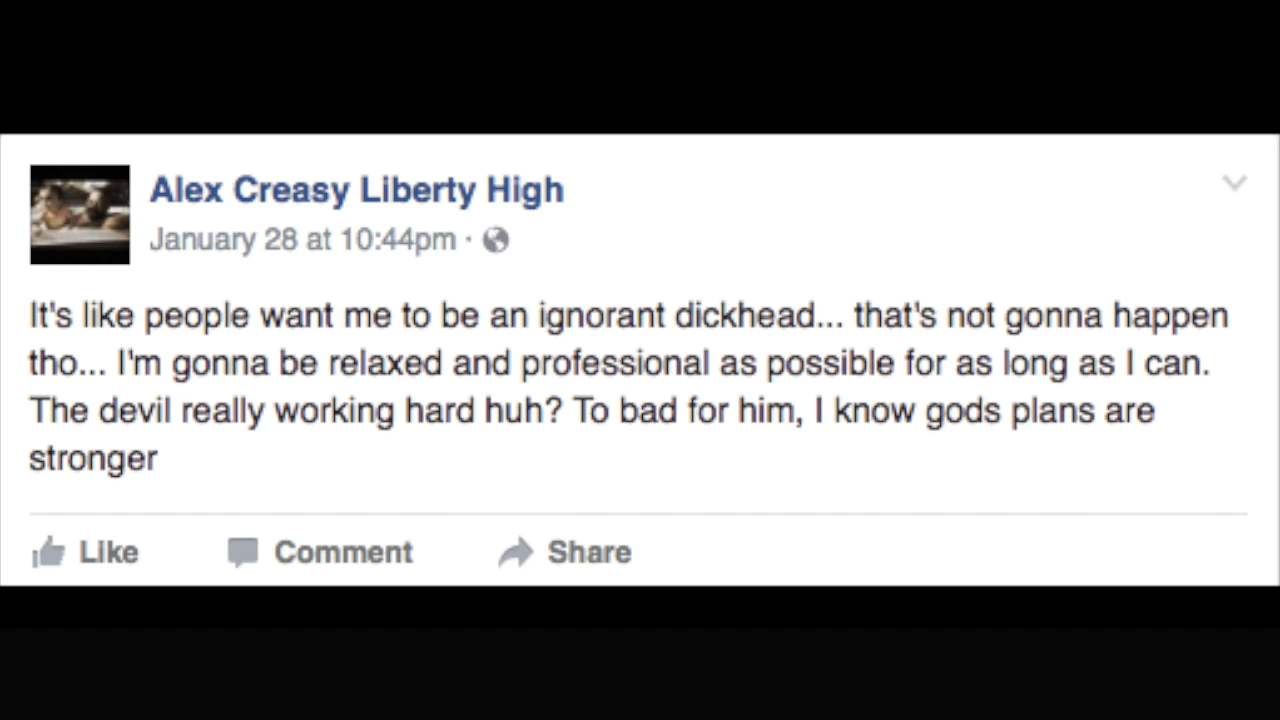 Alex Creasy Liberty High
January 28 at 10:44pm ·
It's like people want me to be an ignorant dickhead... that's not gonna happen
tho... I'm gonna be relaxed and professional as possible for as long as I can.
The devil really working hard huh? To bad for him, I know gods plans are
stronger
Like Comment Share